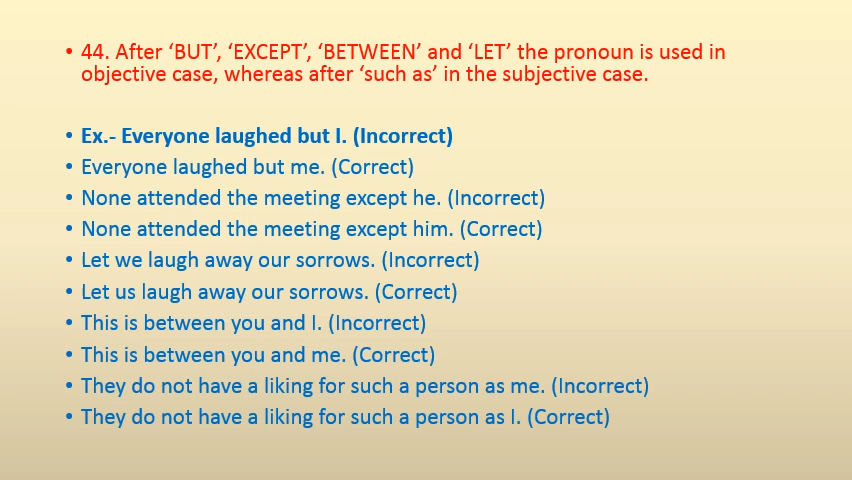 • 44. After ‘BUT’, ‘EXCEPT’, ‘BETWEEN’ and ‘LET’ the pronoun is used in
objective case, whereas after ‘such as’ in the subjective case.
• Ex.- Everyone laughed but I. (Incorrect)
• Everyone laughed but me. (Correct)
• None attended the meeting except he. (Incorrect)
• None attended the meeting except him. (Correct)
• Let we laugh away our sorrows. (Incorrect)
• Let us laugh away our sorrows. (Correct)
• This is between you and I. (Incorrect)
• This is between you and me. (Correct)
• They do not have a liking for such a person as me. (Incorrect)
• They do not have a liking for such a person as I. (Correct)